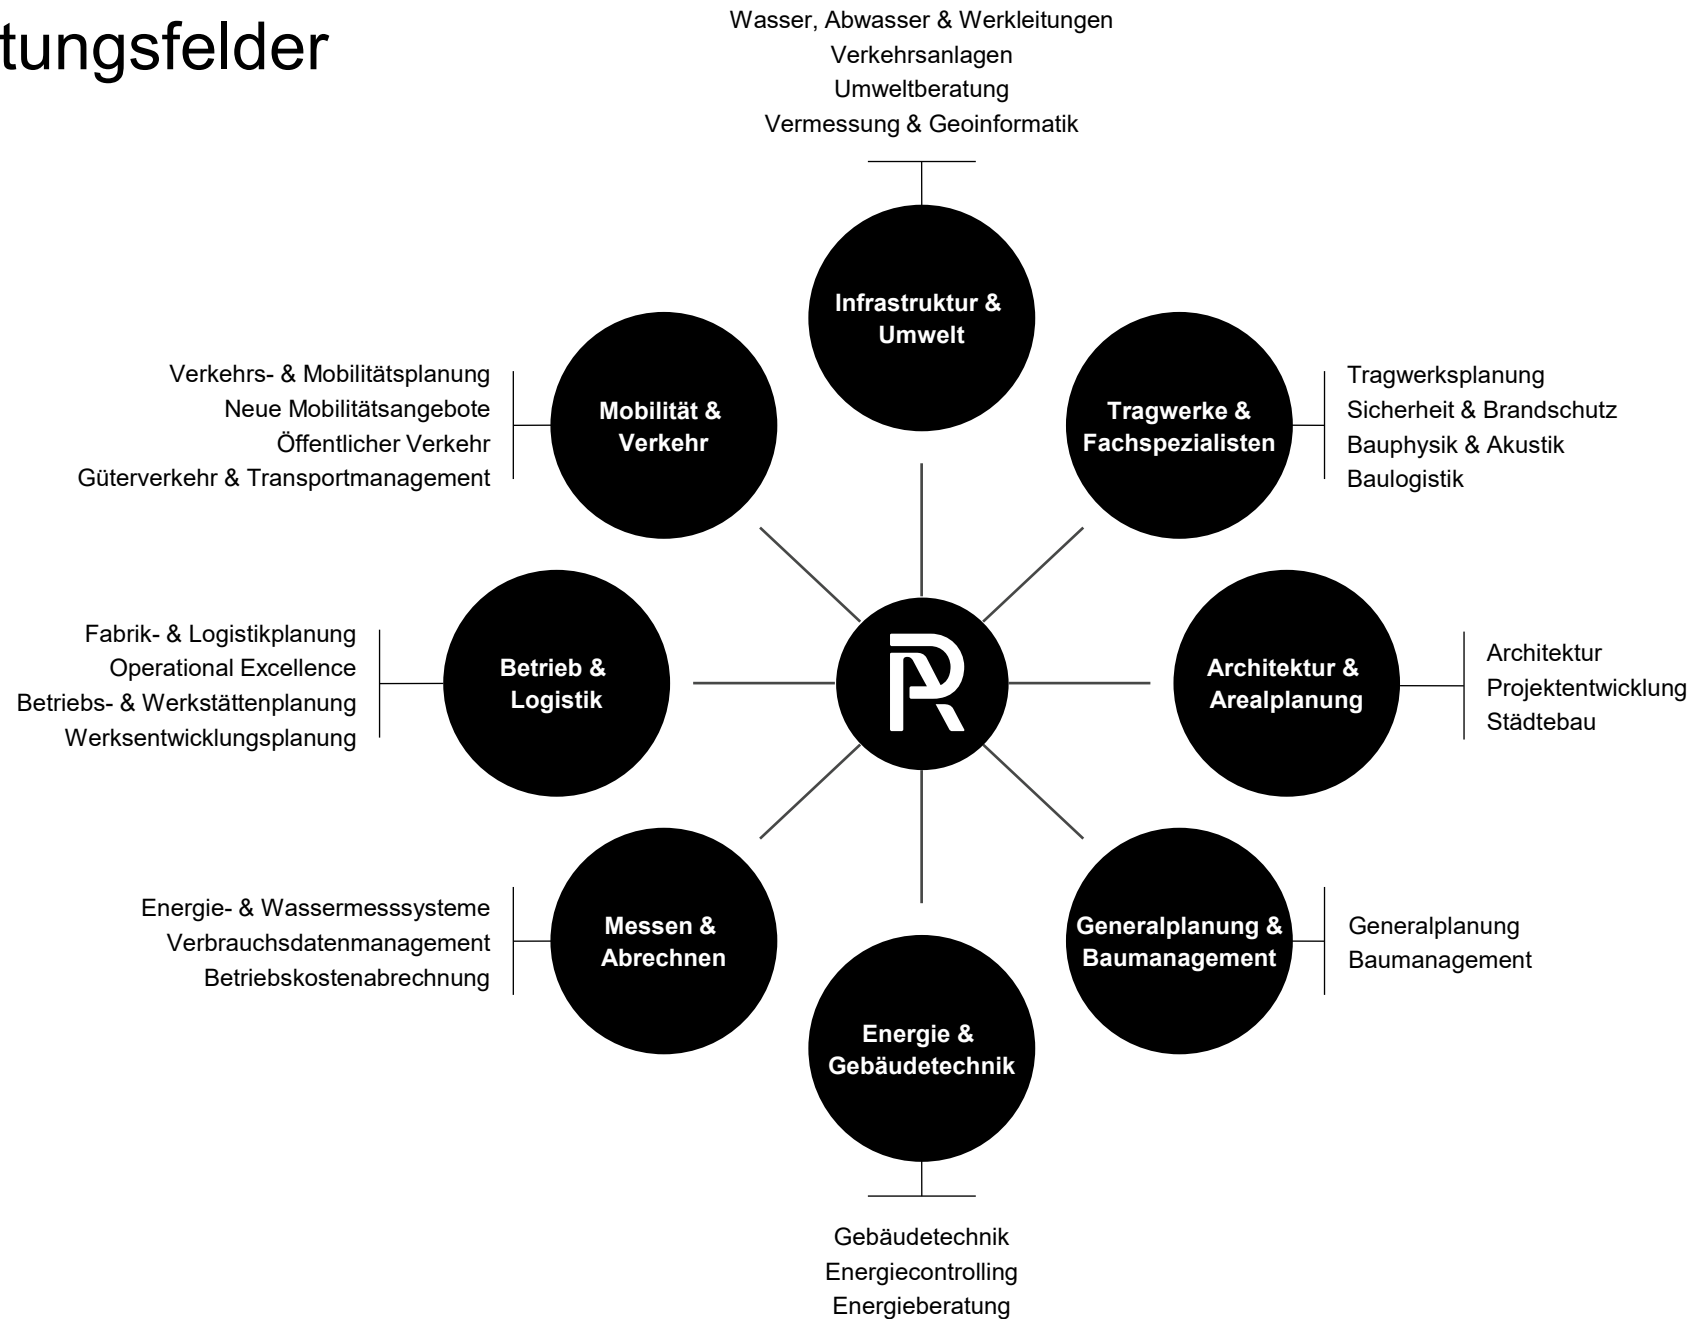 tungsfelder
Wasser, Abwasser & Werkleitungen
Verkehrsanlagen
Umweltberatung
Vermessung & Geoinformatik
Infrastruktur &
Umwelt
Verkehrs- & Mobilitätsplanung
Neue Mobilitätsangebote
Öffentlicher Verkehr
Güterverkehr & Transportmanagement
Mobilität &
Verkehr
Tragwerke &
Fachspezialisten
Tragwerksplanung
Sicherheit & Brandschutz
Bauphysik & Akustik
Baulogistik
Fabrik- & Logistikplanung
Operational Excellence
Betriebs- & Werkstättenplanung
Werksentwicklungsplanung
Betrieb &
Logistik
Architektur &
Arealplanung
Architektur
Projektentwicklung
Städtebau
Energie- & Wassermesssysteme
Verbrauchsdatenmanagement
Betriebskostenabrechnung
Messen &
Abrechnen
Generalplanung &
Baumanagement
Generalplanung
Baumanagement
Energie &
Gebäudetechnik
Gebäudetechnik
Energiecontrolling
Energieberatung